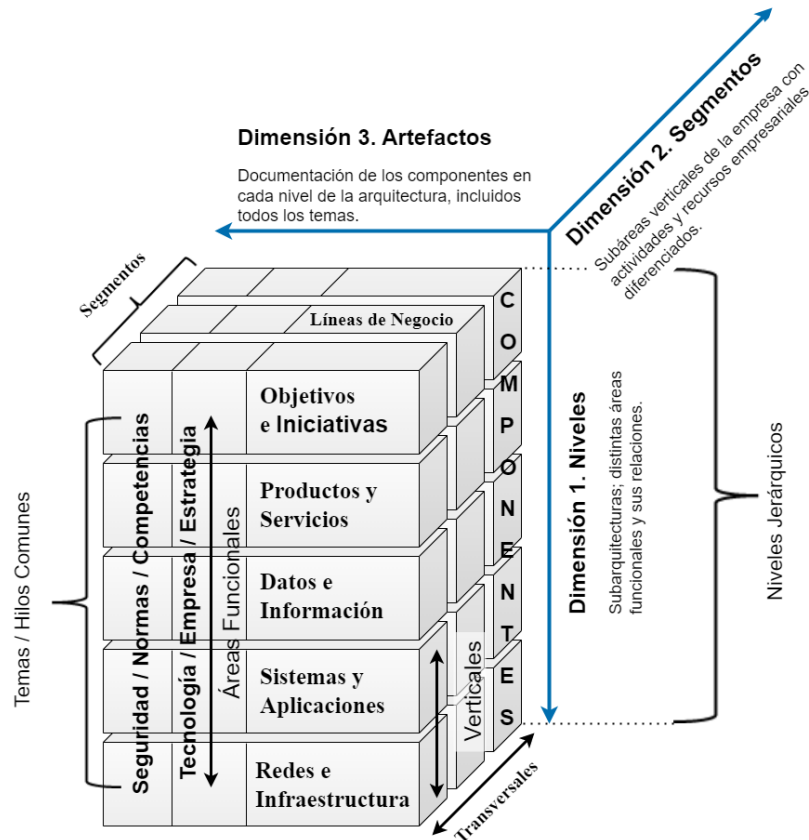 Dimensión 3. Artefactos
Documentación de los componentes en
cada nivel de la arquitectura, incluidos
todos los temas.
Dimensión 2. Segmentos
Subáreas verticales de la empresa con
actividades y recursos empresariales
diferenciados.
Segmentos
Líneas de Negocio
COMPONENTES
Objetivos
e Iniciativas
Productos y
Servicios
Datos e
Información
Sistemas y
Aplicaciones
Redes e
Infraestructura
Temas / Hilos Comunes
Seguridad / Normas / Competencias
Tecnología / Empresa / Estrategia
Áreas Funcionales
Verticales
Transversales
Dimensión 1. Niveles
Subarquitecturas; distintas áreas
funcionales y sus relaciones.
Niveles Jerárquicos